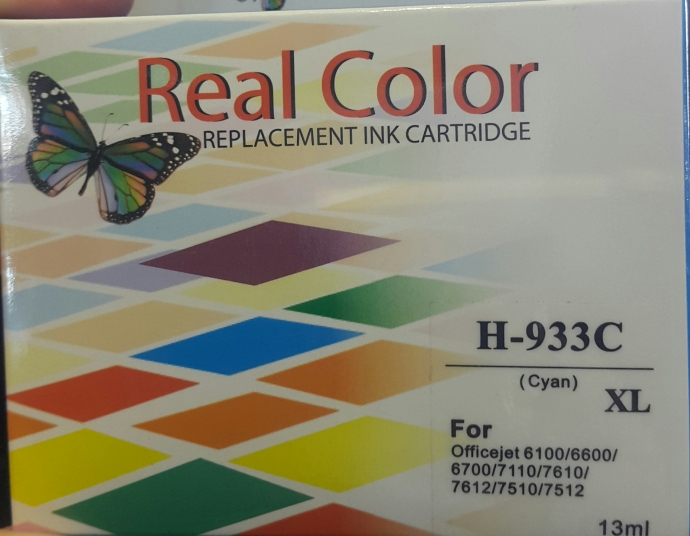 Real Color
REPLACEMENT INK CARTRIDGE
H-933C
(Cyan)
XL
For
Officejet 6100/6600/
6700/7110/7610/
7612/7510/7512
13ml